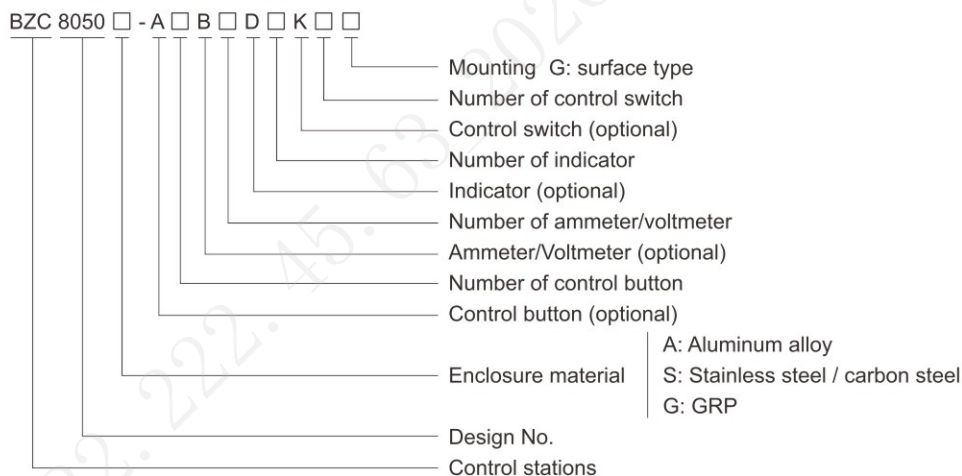 BZC 8050 □ - A □ B □ D □ K □ □
Mounting G: surface type
Number of control switch
Control switch (optional)
Number of indicator
Indicator (optional)
Number of ammeter/voltmeter
Ammeter/Voltmeter (optional)
Number of control button
Control button (optional)
A: Aluminum alloy
Enclosure material
S: Stainless steel / carbon steel
G: GRP
Design No.
Control stations